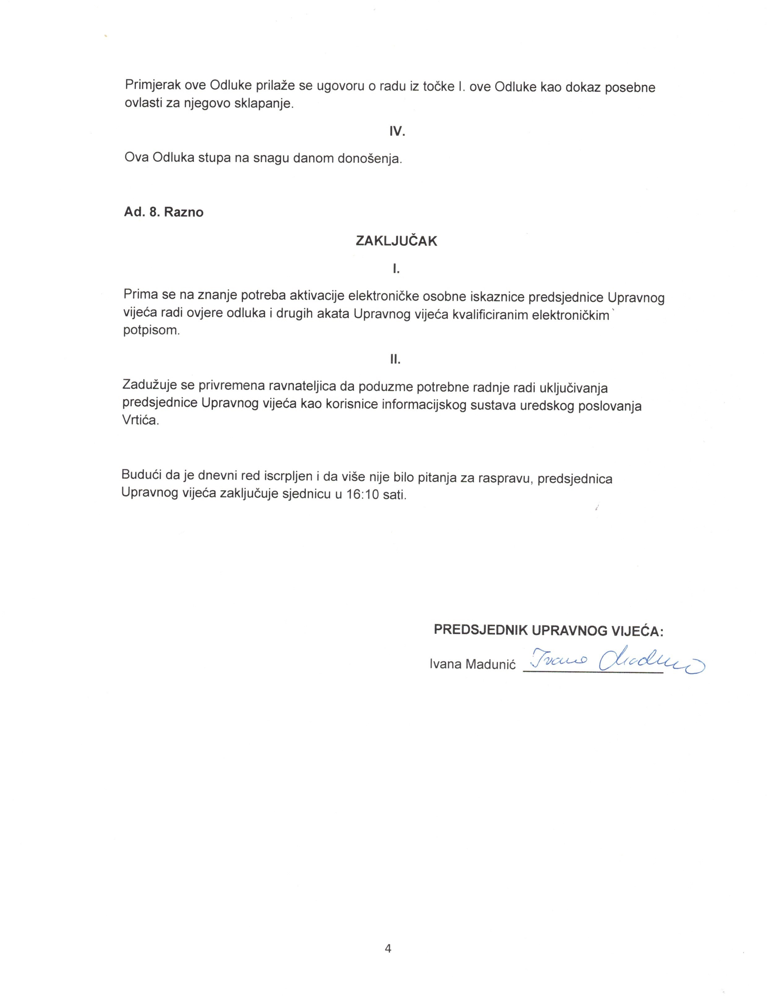 Primjerak ove Odluke prilaže se ugovoru o radu iz točke I. ove Odluke kao dokaz posebne
ovlasti za njegovo sklapanje.
IV.
Ova Odluka stupa na snagu danom donošenja.
Ad. 8. Razno
ZAKLJUČAK
I.
Prima se na znanje potreba aktivacije elektroničke osobne iskaznice predsjednice Upravnog
vijeća radi ovjere odluka i drugih akata Upravnog vijeća kvalificiranim elektroničkim
potpisom.
II.
Zadužuje se privremena ravnateljica da poduzme potrebne radnje radi uključivanja
predsjednice Upravnog vijeća kao korisnice informacijskog sustava uredskog poslovanja
Vrtića.
Budući da je dnevni red iscrpljen i da više nije bilo pitanja za raspravu, predsjednica
Upravnog vijeća zaključuje sjednicu u 16:10 sati.
PREDSJEDNIK UPRAVNOG VIJEĆA:
Ivana Madunić Ivana Madunić
4